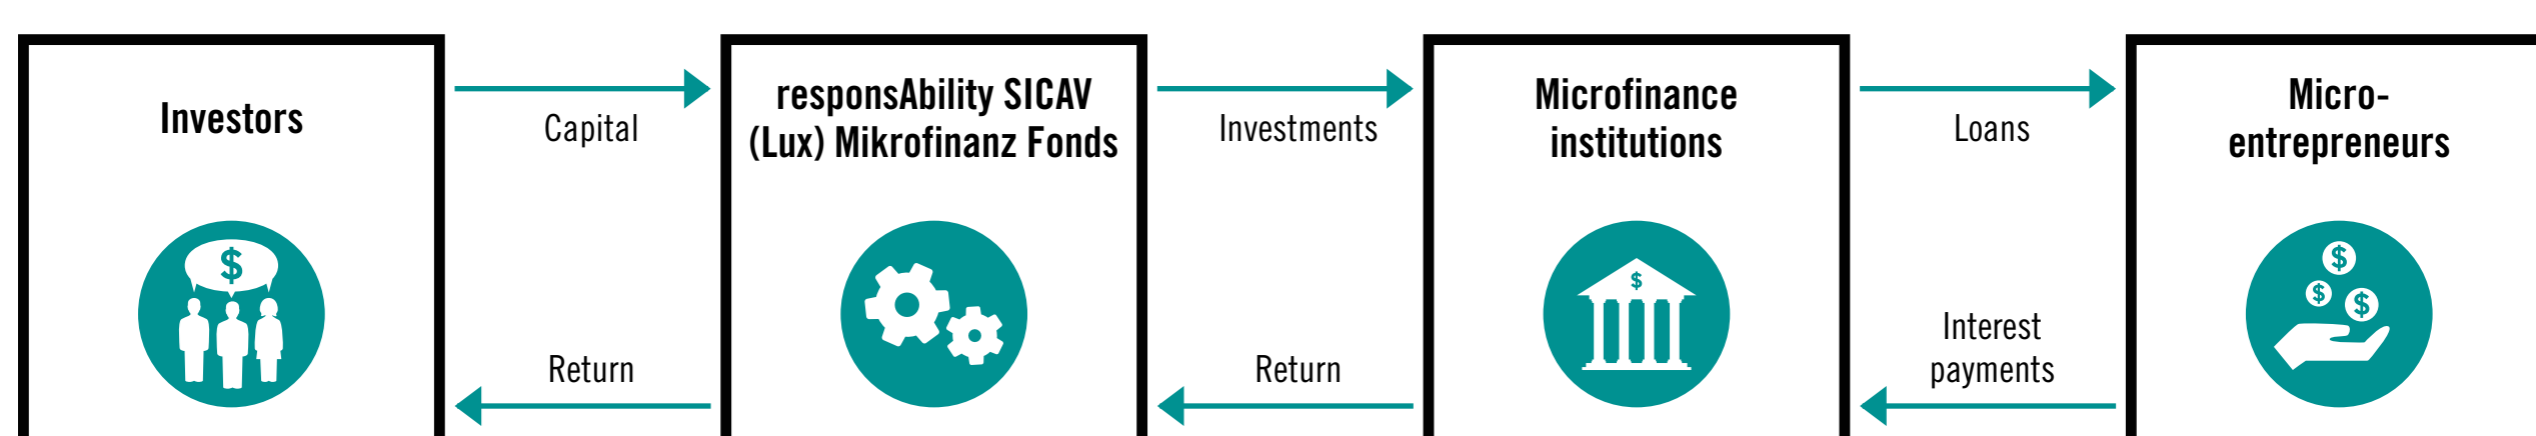 Investors
Capital
Return
responsAbility SICAV
(Lux) Mikrofinanz Fonds
Investments
Return
Microfinance
institutions
$
Loans
Interest
payments
Micro-
entrepreneurs
$
$
$
$